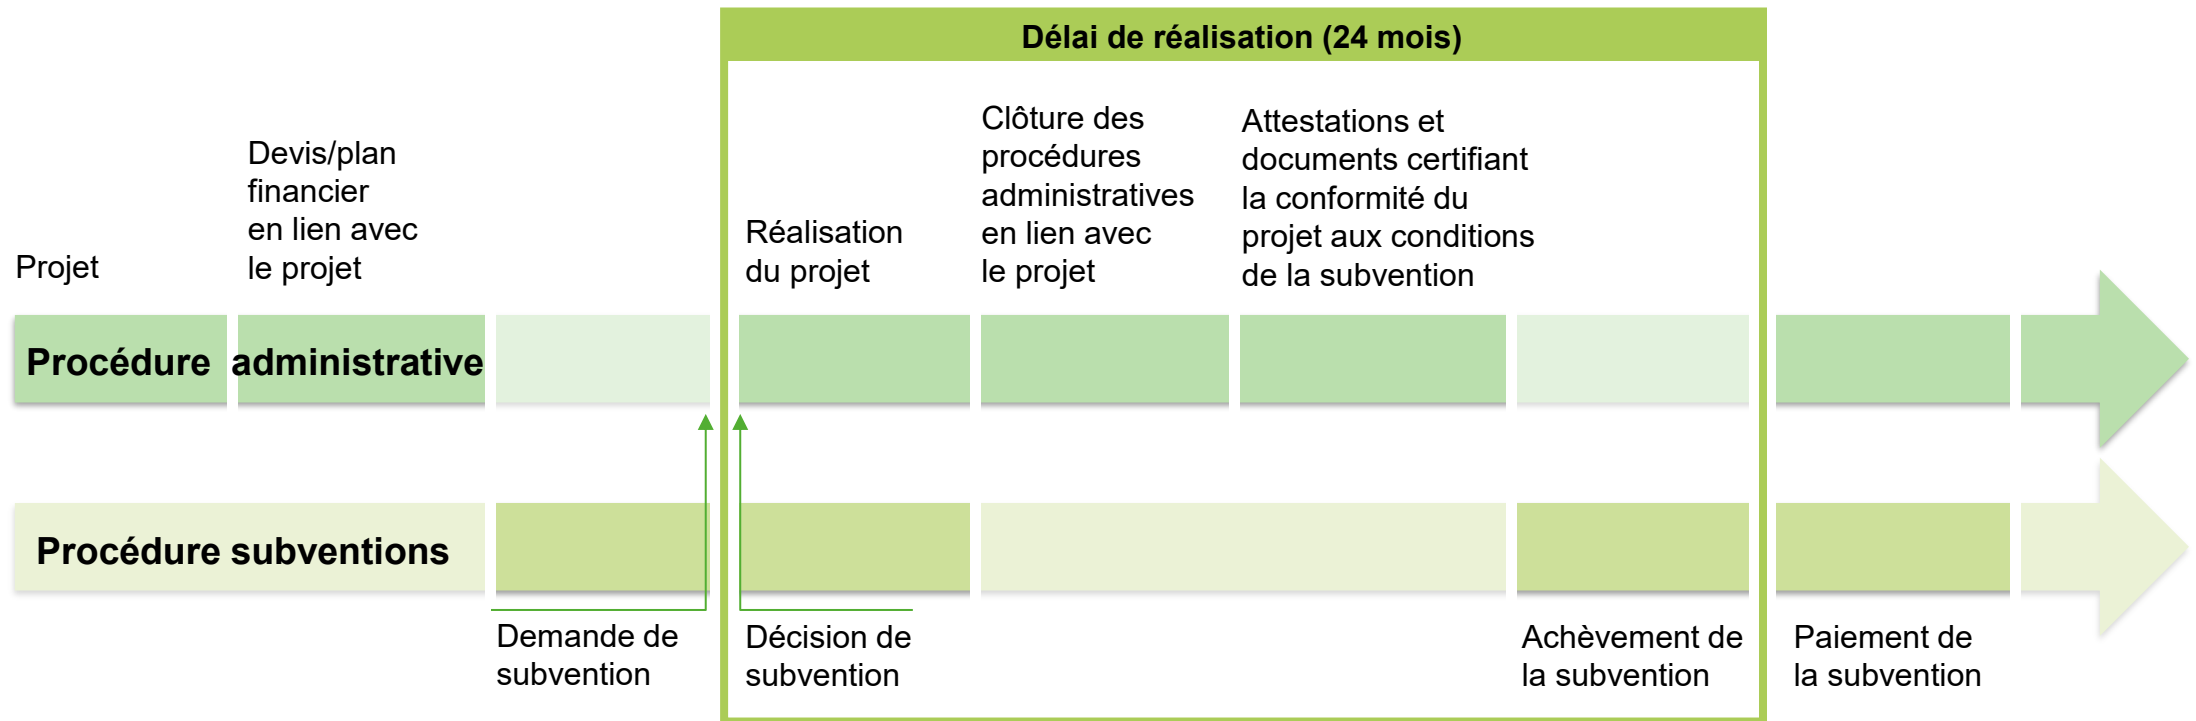 Délai de réalisation (24 mois)
Projet
Devis/plan
financier
en lien avec
le projet
Réalisation
du projet
Clôture des
procédures
administratives
en lien avec
le projet
Attestations et
documents certifiant
la conformité du
projet aux conditions
de la subvention
Procédure administrative
Procédure subventions
Demande de
subvention
Décision de
subvention
Achèvement de
la subvention
Paiement de
la subvention